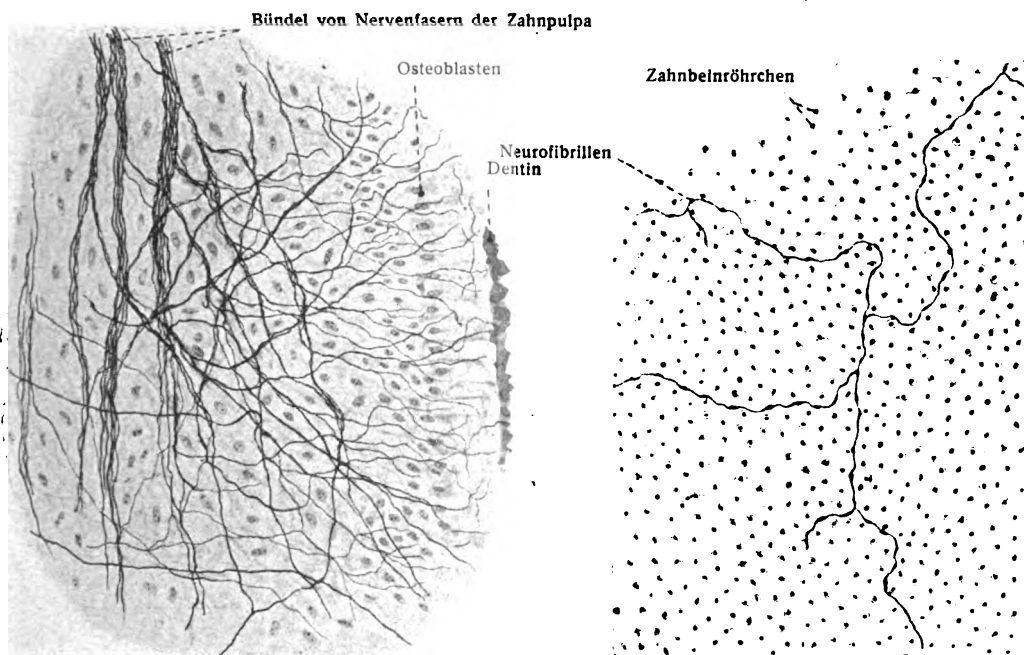 Bündel von Nervenfasern der Zahnpulpa
Osteoblasten
Zahnbeinröhrchen
Neurofibrillen
Dentin